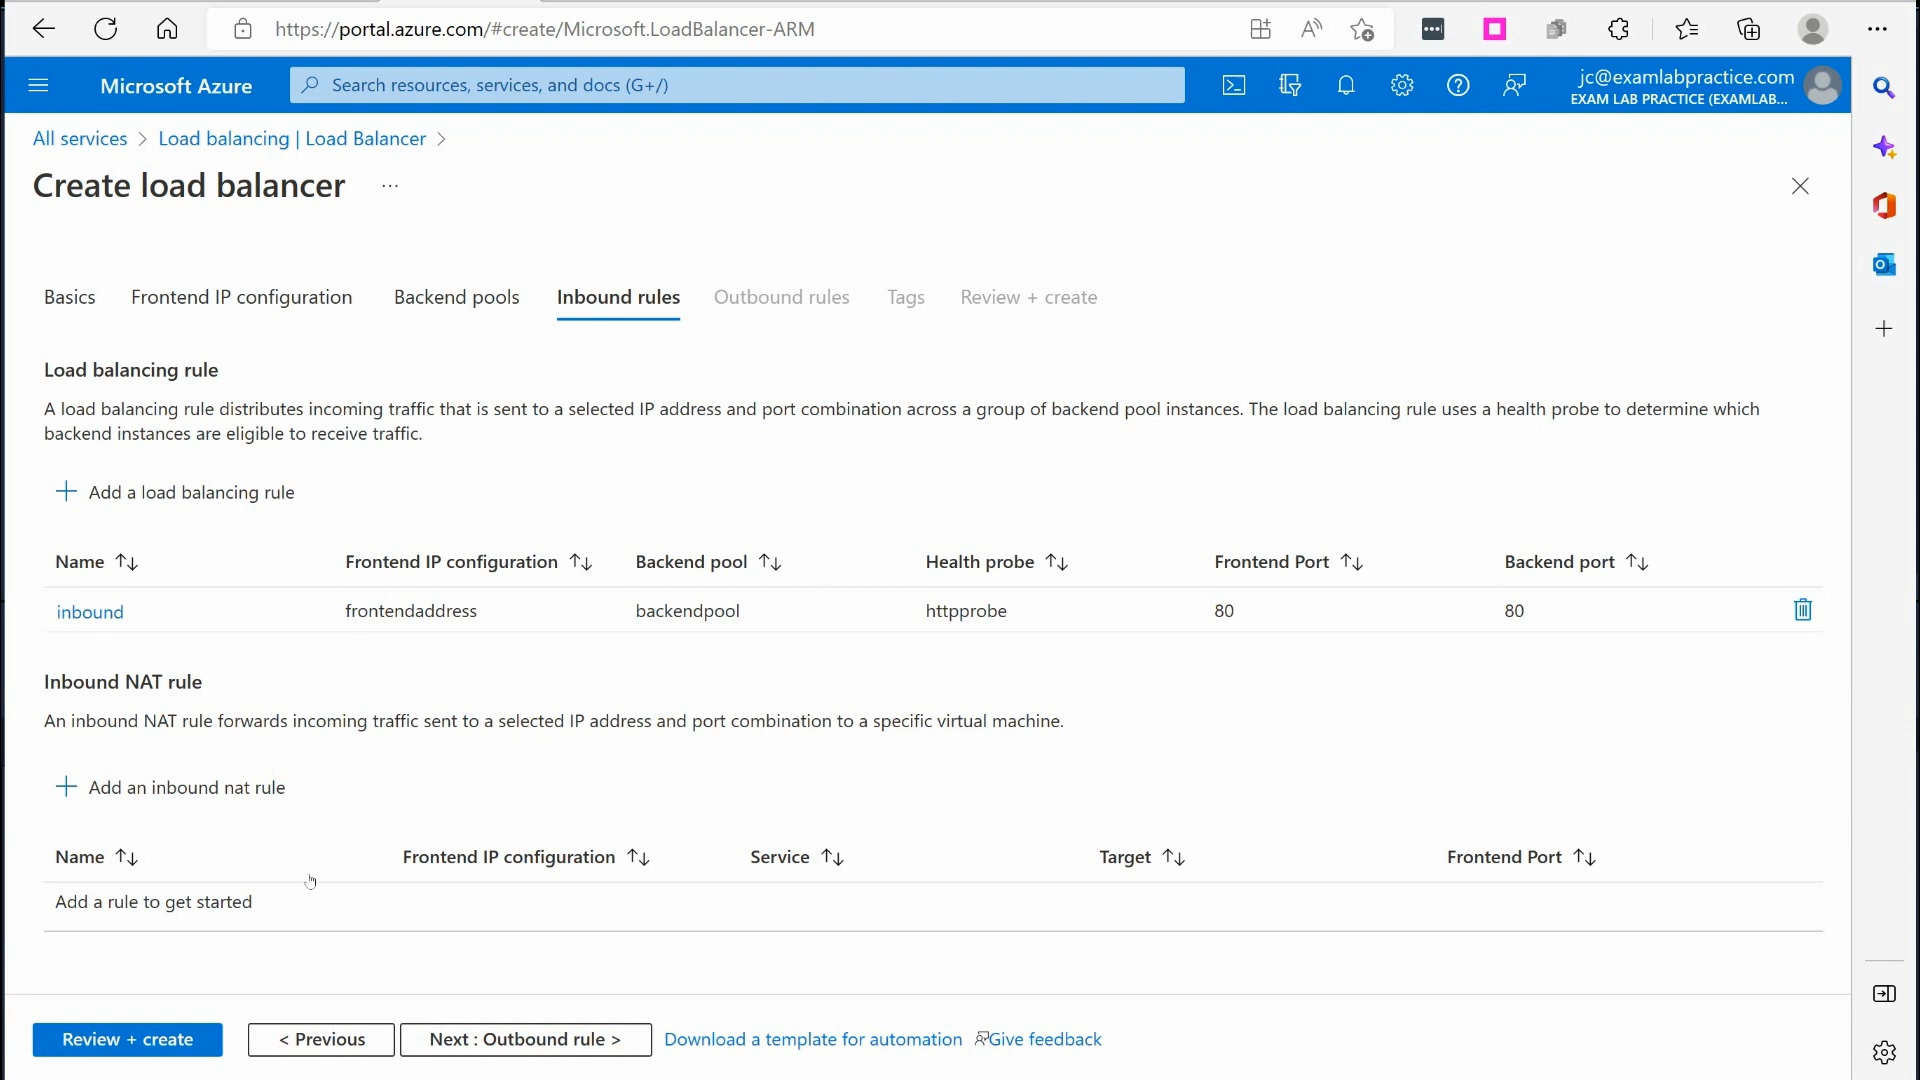 https://portal.azure.com/#create/Microsoft.LoadBalancer-ARM
Microsoft Azure
Search resources, services, and docs (G+/)
jc@examlabpractice.com
EXAM LAB PRACTICE (EXAMLAB...
All services > Load balancing | Load Balancer >
Create load balancer ...
Basics Frontend IP configuration Backend pools Inbound rules Outbound rules Tags Review + create
Load balancing rule
A load balancing rule distributes incoming traffic that is sent to a selected IP address and port combination across a group of backend pool instances. The load balancing rule uses a health probe to determine which
backend instances are eligible to receive traffic.
+ Add a load balancing rule
Name ↑↓ Frontend IP configuration ↑↓ Backend pool ↑↓ Health probe ↑↓ Frontend Port ↑↓ Backend port ↑↓
inbound frontendaddress backendpool httpprobe 80 80
Inbound NAT rule
An inbound NAT rule forwards incoming traffic sent to a selected IP address and port combination to a specific virtual machine.
+ Add an inbound nat rule
Name ↑↓ Frontend IP configuration ↑↓ Service ↑↓ Target ↑↓ Frontend Port ↑↓
Add a rule to get started
Review + create < Previous Next : Outbound rule > Download a template for automation Give feedback